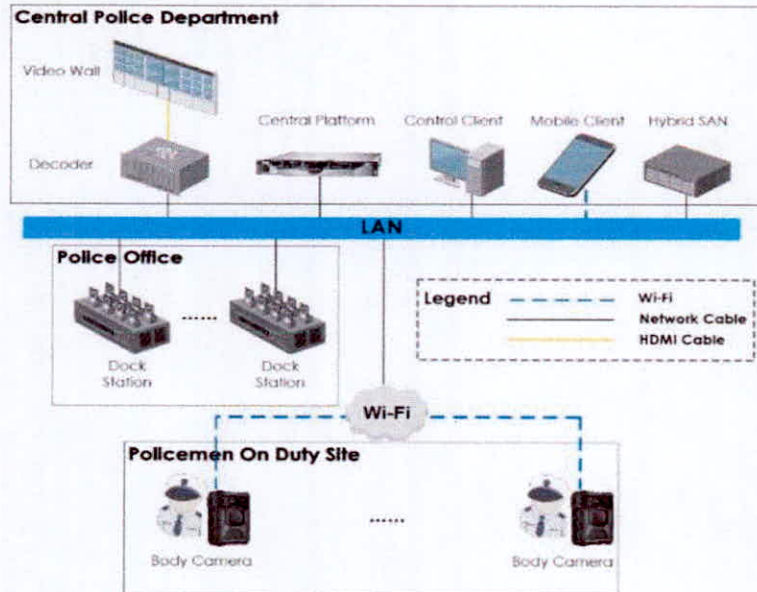 Central Police Department
Video Wall
Central Platform
Control Client
Mobile Client
Hybrid SAN
Decoder
LAN
Police Office
......
Dock
Station
Dock
Station
Legend
Wi-Fi
Network Cable
HDMI Cable
Wi-Fi
Policemen On Duty Site
......
Body Camera
Body Camera